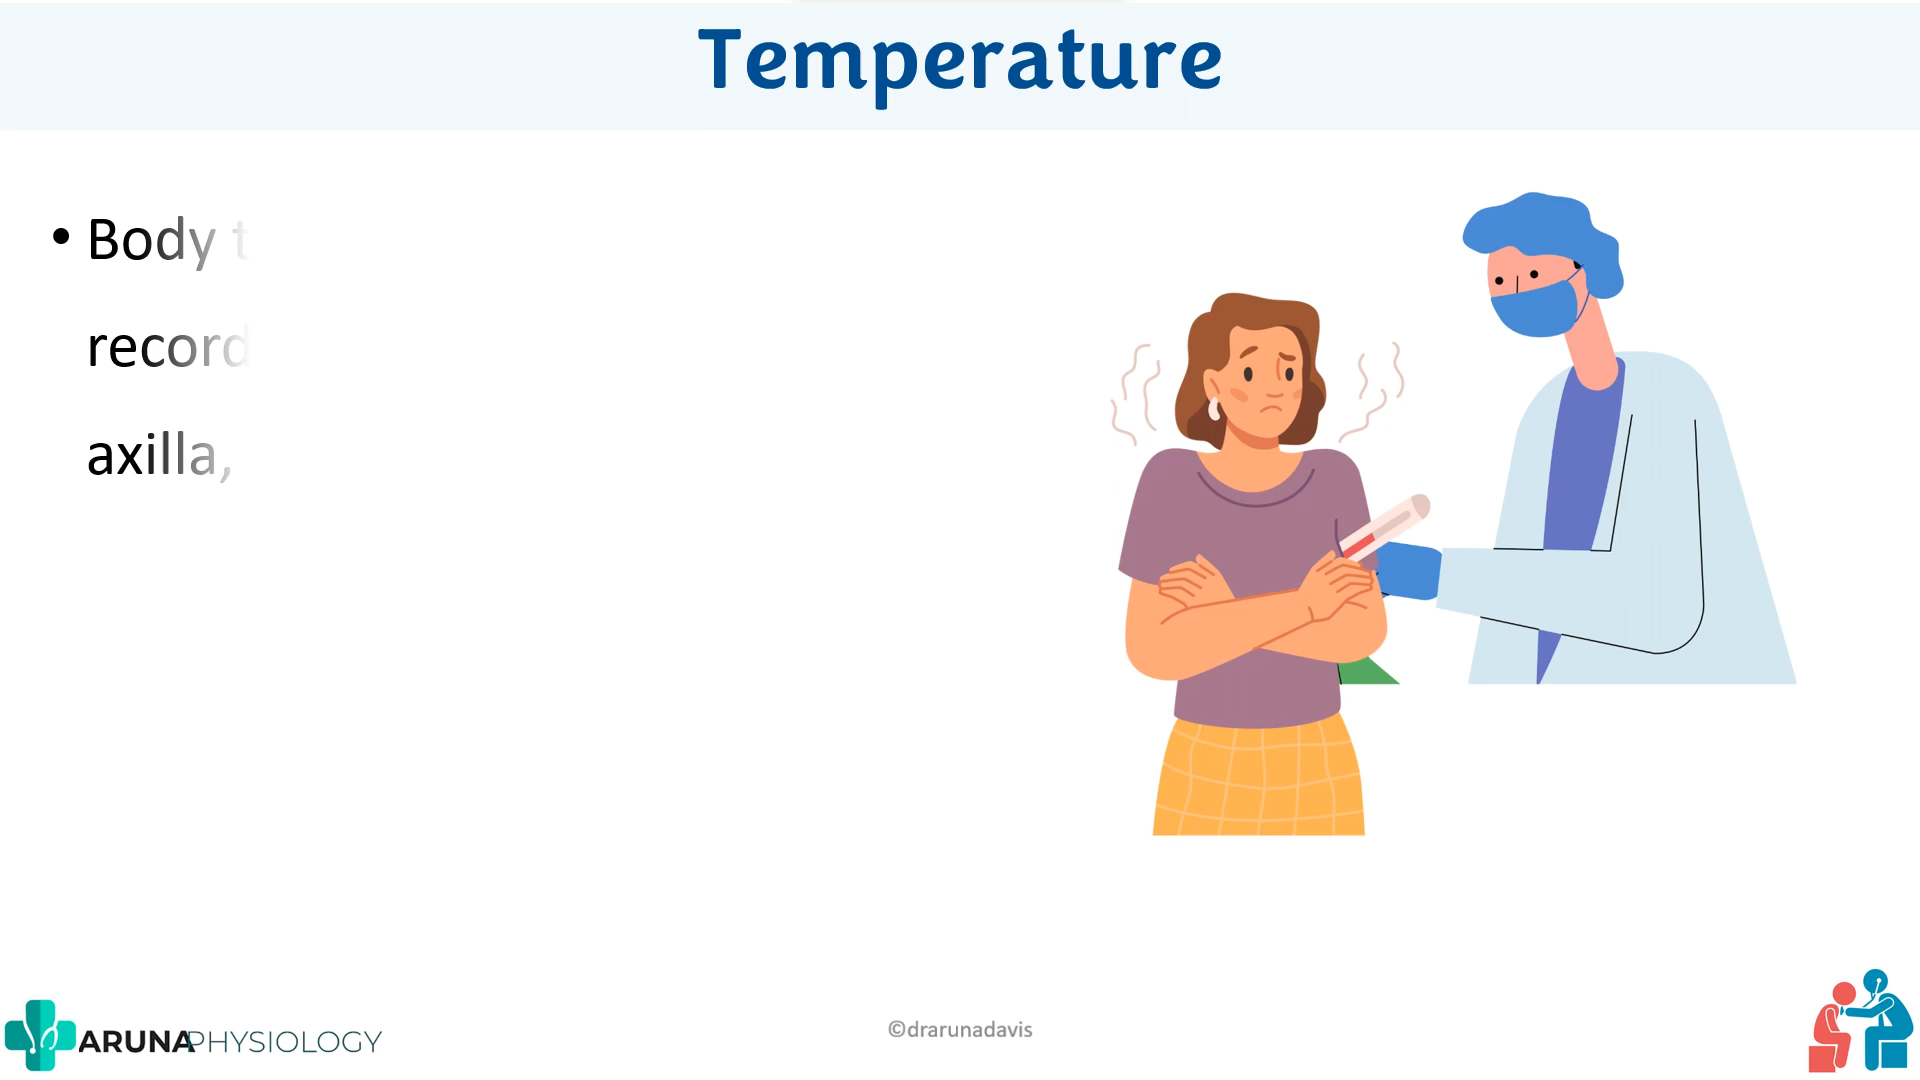 Temperature
• Body
record
axilla,
ARUNAPHYSIOLOGY
©drarunadavis